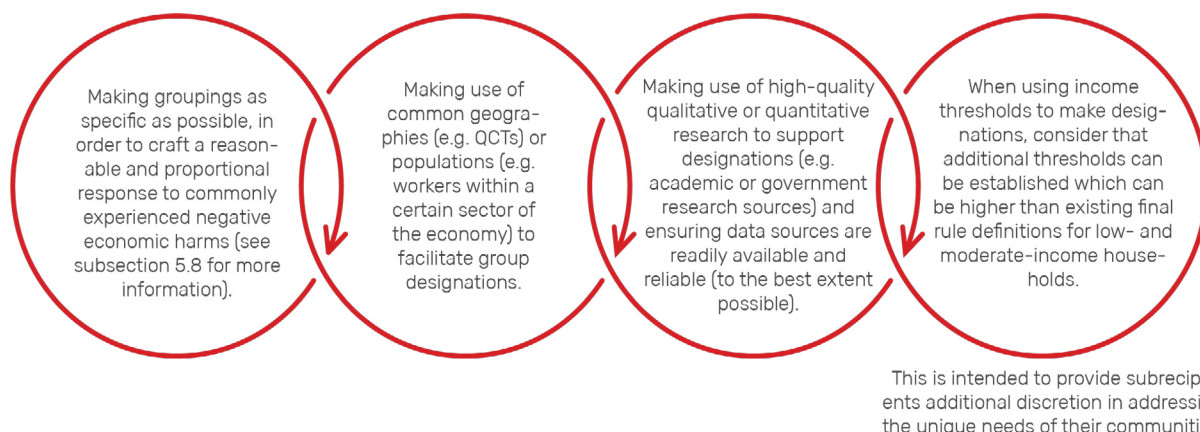 Making groupings as
specific as possible, in
order to craft a reason-
able and proportional
response to commonly
experienced negative
economic harms (see
subsection 5.8 for more
information).
Making use of
common geogra-
phies (e.g. QCTs) or
populations (e.g.
workers within a
certain sector of
the economy) to
facilitate group
designations.
Making use of high-quality
qualitative or quantitative
research to support
designations (e.g.
academic or government
research sources) and
ensuring data sources are
readily available and
reliable (to the best extent
possible).
When using income
thresholds to make desig-
nations, consider that
additional thresholds can
be established which can
be higher than existing final
rule definitions for low- and
moderate-income house-
holds.
This is intended to provide subrecip
ents additional discretion in addressi
the unique needs of their communiti